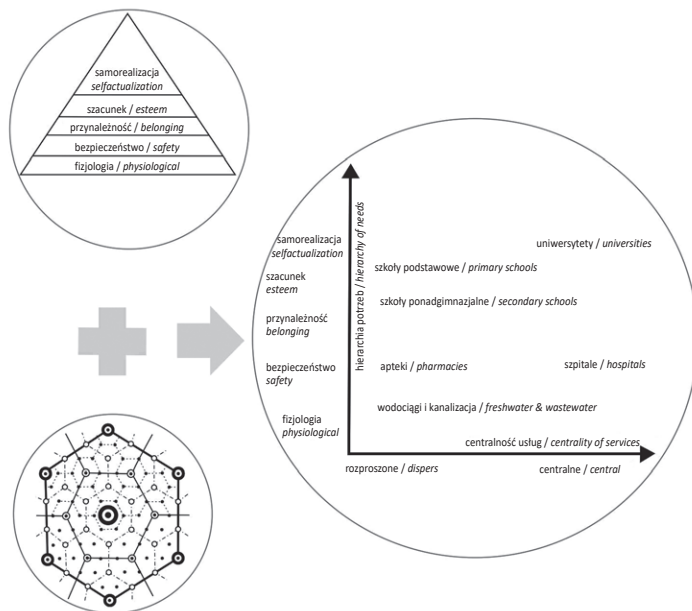 samorealizacja
selfactualization
szacunek / esteem
przynależność / belonging
bezpieczeństwo / safety
fizjologia / physiological
hierarchia potrzeb / hierarchy of needs
samorealizacja
selfactualization
szacunek
esteem
przynależność
belonging
bezpieczeństwo
safety
fizjologia
physiological
uniwersytety / universities
szkoły podstawowe / primary schools
szkoły ponadgimnazjalne / secondary schools
apteki / pharmacies
szpitale / hospitals
wodociągi i kanalizacja / freshwater & wastewater
centralność usług / centrality of services
rozproszone / dispers
centralne / central